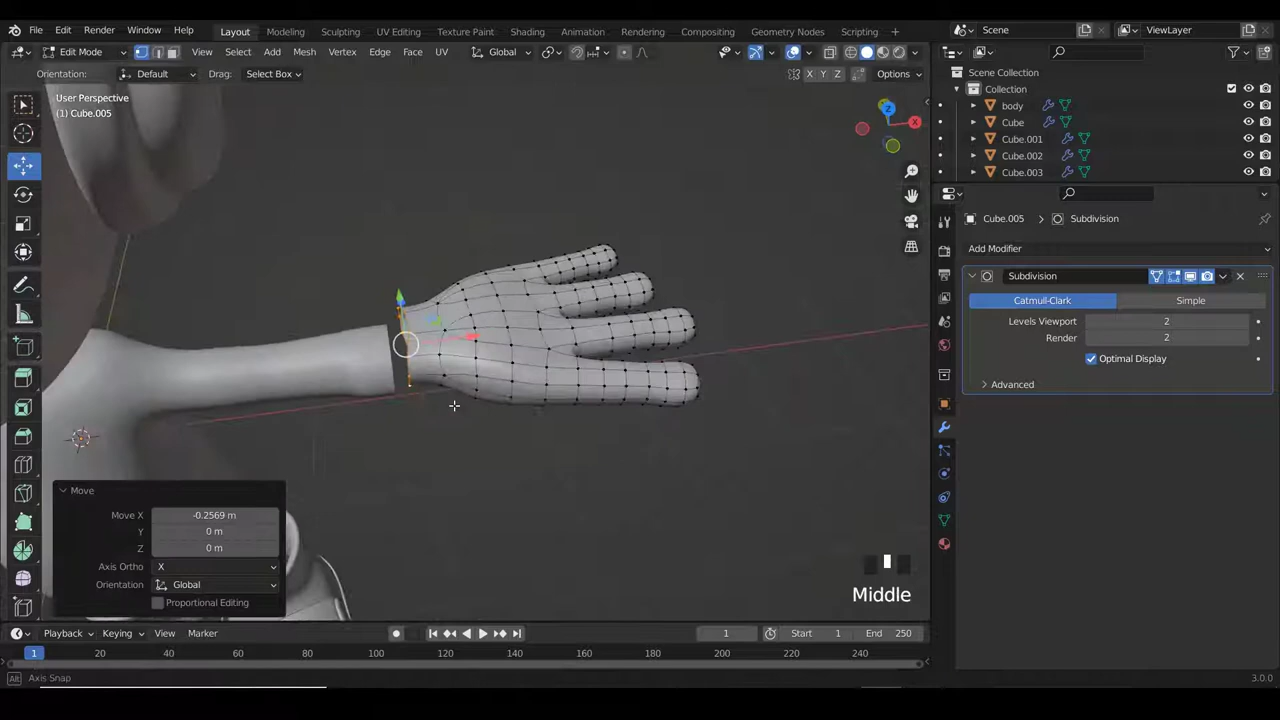 File Edit Render Window Help Layout Modeling Sculpting UV Editing Texture Paint Shading Animation Rendering Compositing Geometry Nodes Scripting + Scene ViewLayer
Edit Mode View Select Add Mesh Vertex Edge Face UV Global
Orientation: Default Drag: Select Box X Y Z Options
User Perspective
(1) Cube.005
Z
X
Scene Collection
Collection
body
Cube
Cube.001
Cube.002
Cube.003
Cube.005 Subdivision
Add Modifier
Subdivision
Catmull-Clark Simple
Levels Viewport 2
Render 2
Optimal Display
Advanced
Move
Move X -0.2569 m
Y 0 m
Z 0 m
Axis Ortho X
Orientation Global
Proportional Editing
Middle
Playback Keying View Marker 1 Start 1 End 250
1 20 40 60 80 100 120 140 160 180 200 220 240
Alt Axis Snap 3.0.0